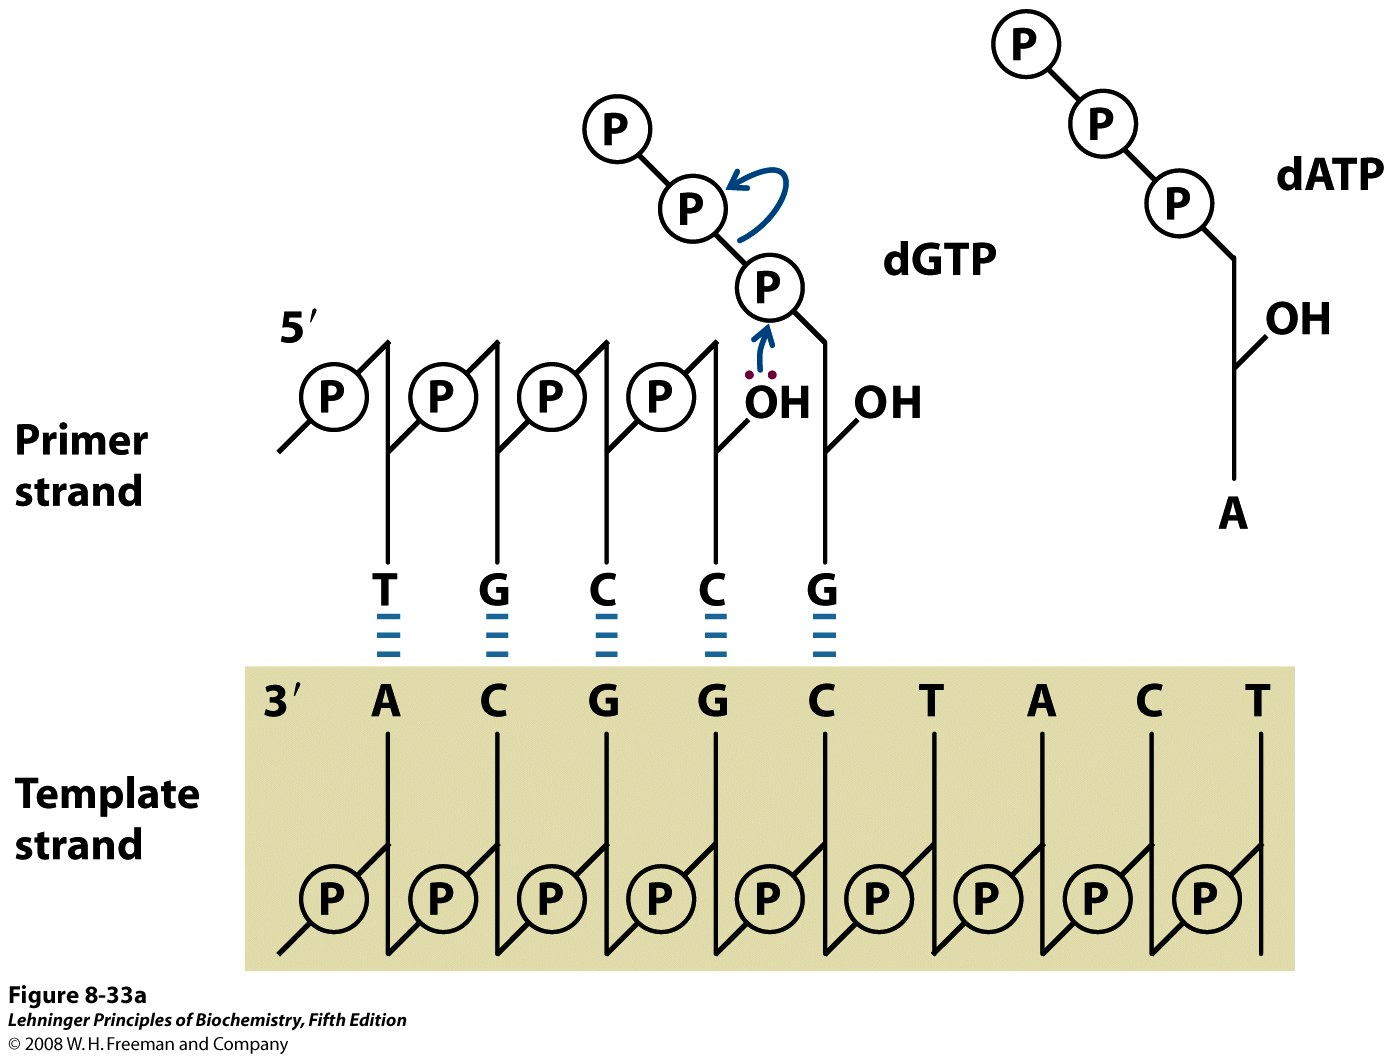 P
P
P
dATP
P
P
P
dGTP
OH
5′
P P P P
OH OH
Primer
strand
A
T G C C G
3′ A C G G C T A C T
Template
strand
P P P P P P P P P
Figure 8-33a
Lehninger Principles of Biochemistry, Fifth Edition
© 2008 W. H. Freeman and Company